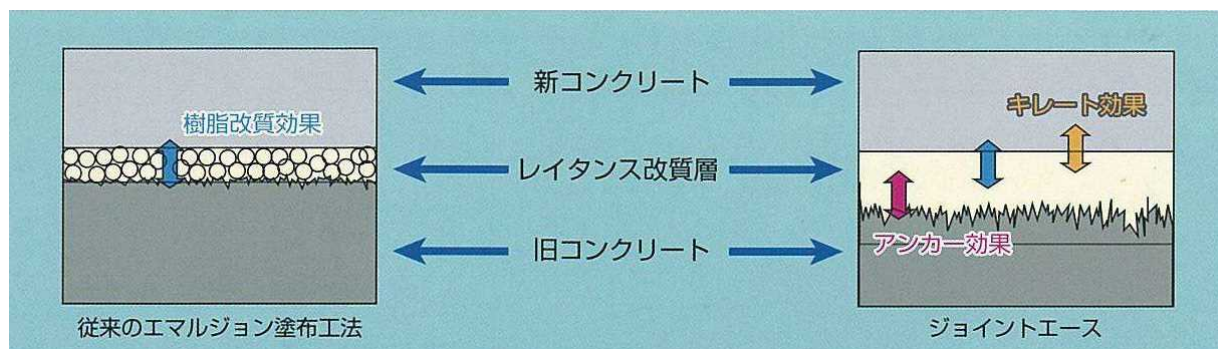 新コンクリート
樹脂改質効果
キレート効果
レイタンス改質層
アンカー効果
旧コンクリート
従来のエマルジョン塗布工法
ジョイントエース